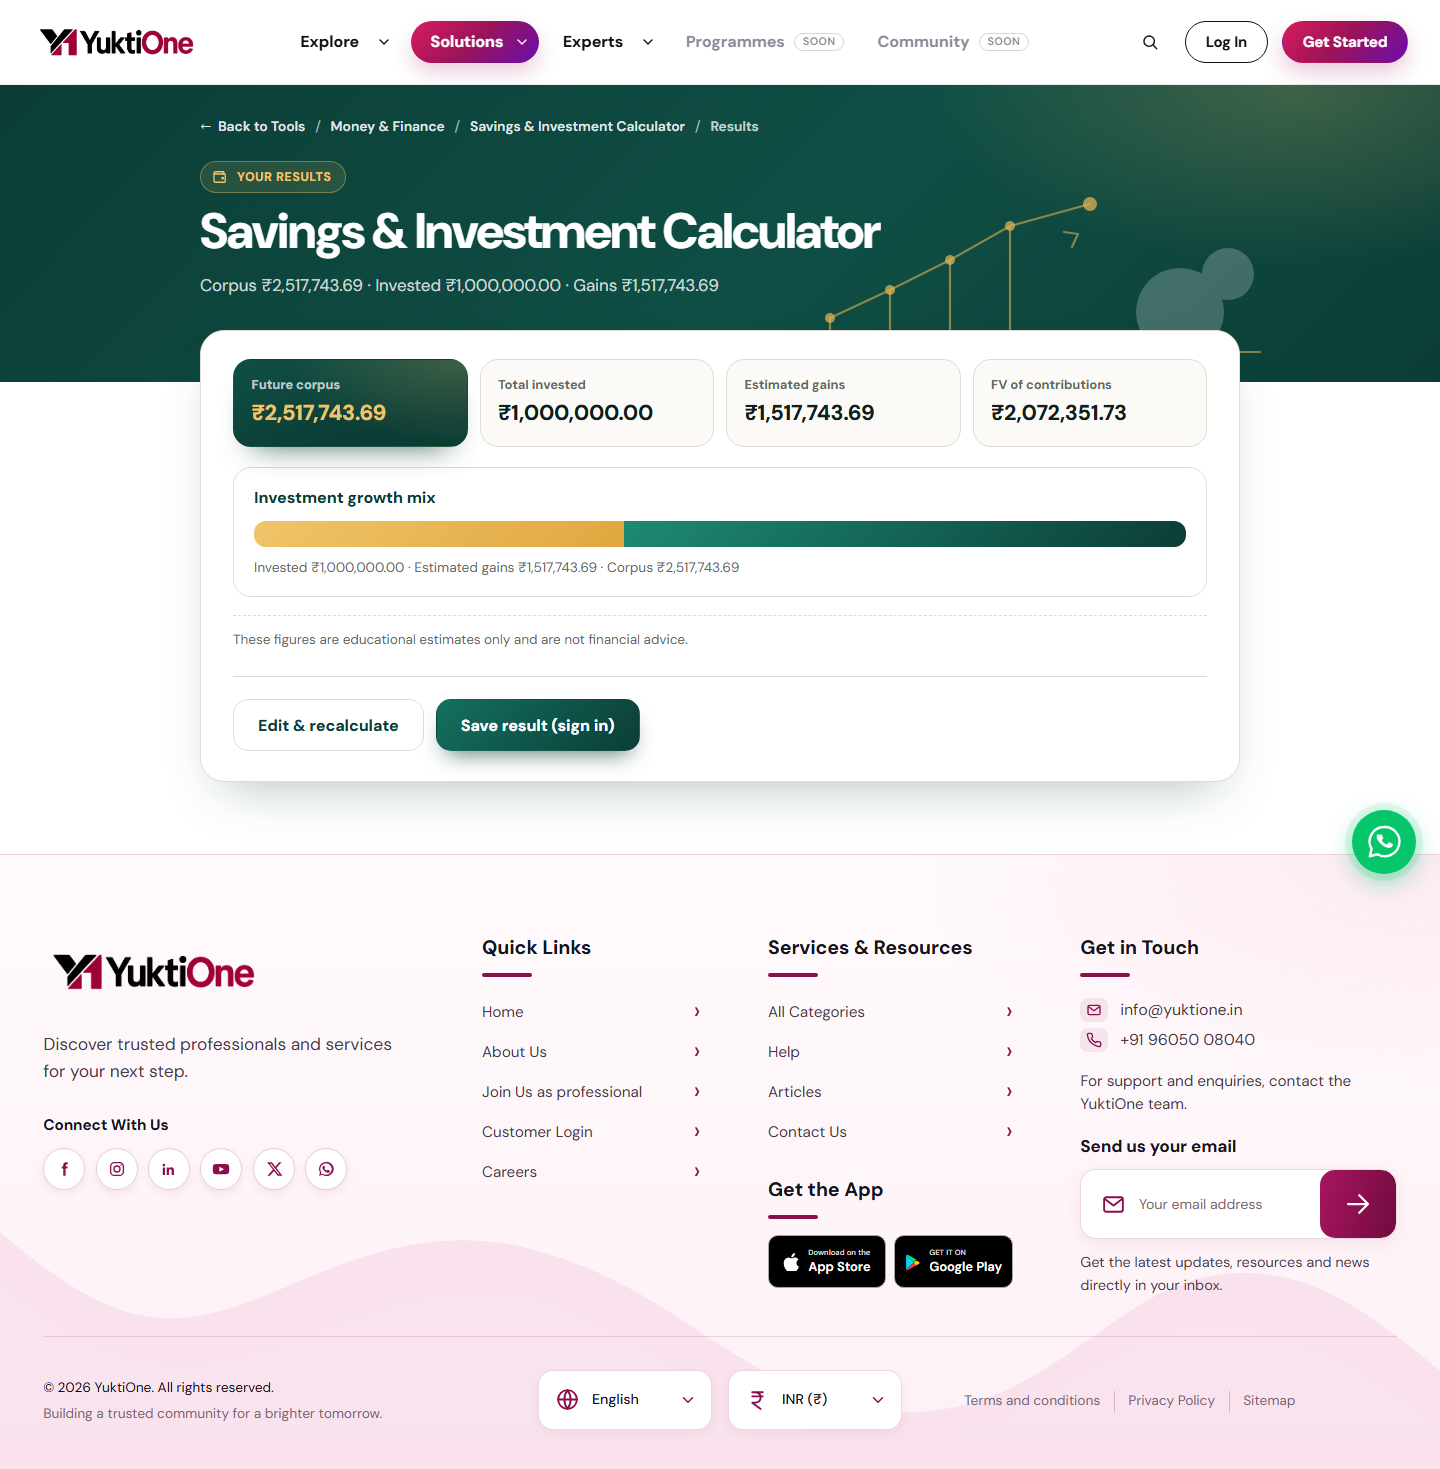 YuktiOne
Explore
Solutions
Experts
Programmes SOON
Community SOON
Log In
Get Started
← Back to Tools / Money & Finance / Savings & Investment Calculator / Results
YOUR RESULTS
Savings & Investment Calculator
Corpus ₹2,517,743.69 · Invested ₹1,000,000.00 · Gains ₹1,517,743.69
Future corpus
₹2,517,743.69
Total invested
₹1,000,000.00
Estimated gains
₹1,517,743.69
FV of contributions
₹2,072,351.73
Investment growth mix
Invested ₹1,000,000.00 · Estimated gains ₹1,517,743.69 · Corpus ₹2,517,743.69
These figures are educational estimates only and are not financial advice.
Edit & recalculate
Save result (sign in)
YuktiOne
Discover trusted professionals and services
for your next step.
Connect With Us
Quick Links
Home
About Us
Join Us as professional
Customer Login
Careers
Services & Resources
All Categories
Help
Articles
Contact Us
Get the App
Download on the
App Store
GET IT ON
Google Play
Get in Touch
info@yuktione.in
+91 96050 08040
For support and enquiries, contact the
YuktiOne team.
Send us your email
Your email address
Get the latest updates, resources and news
directly in your inbox.
© 2026 YuktiOne. All rights reserved.
Building a trusted community for a brighter tomorrow.
English
₹ INR (₹)
Terms and conditions
Privacy Policy
Sitemap